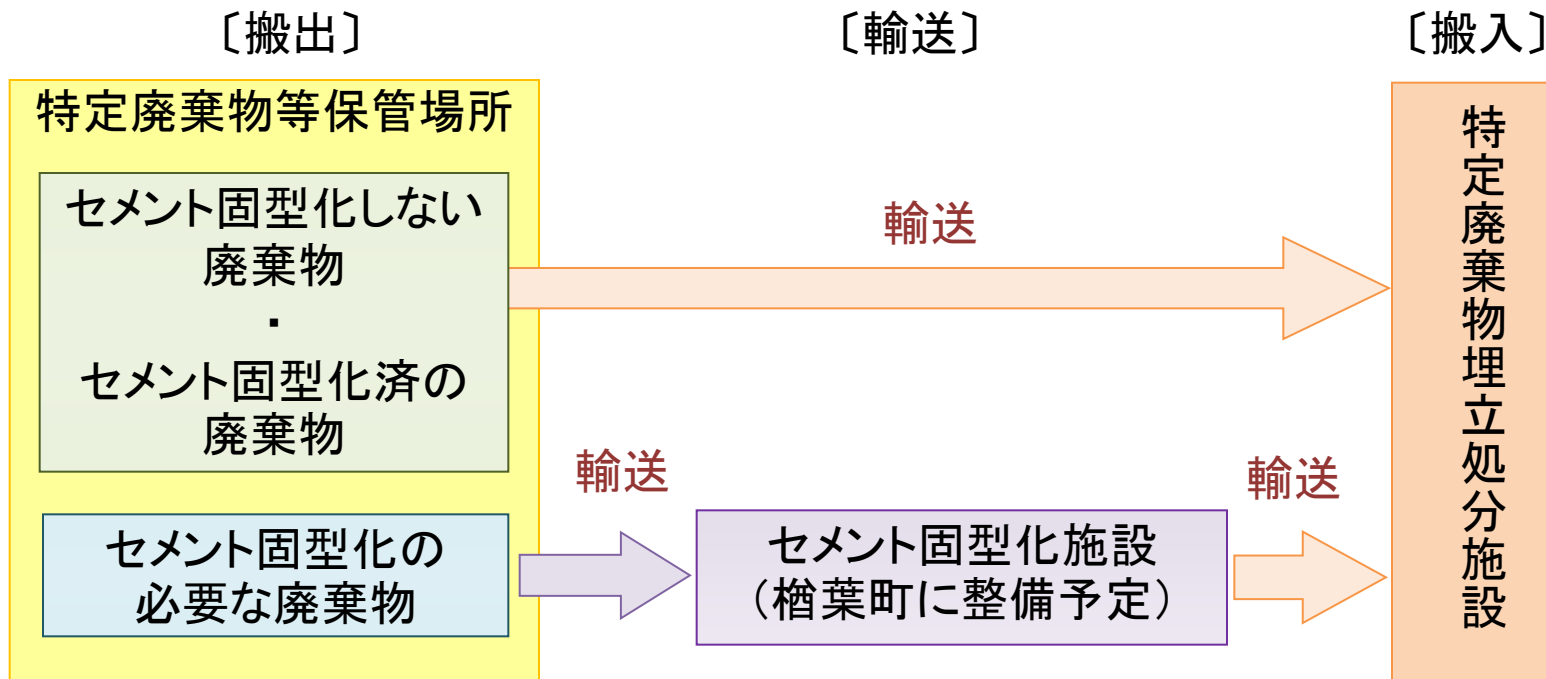 〔搬出〕
〔輸送〕
〔搬入〕
特定廃棄物等保管場所
セメント固型化しない
廃棄物
・
セメント固型化済の
廃棄物
輸送
セメント固型化の
必要な廃棄物
輸送
セメント固型化施設
（楢葉町に整備予定）
輸送
特定廃棄物埋立処分施設